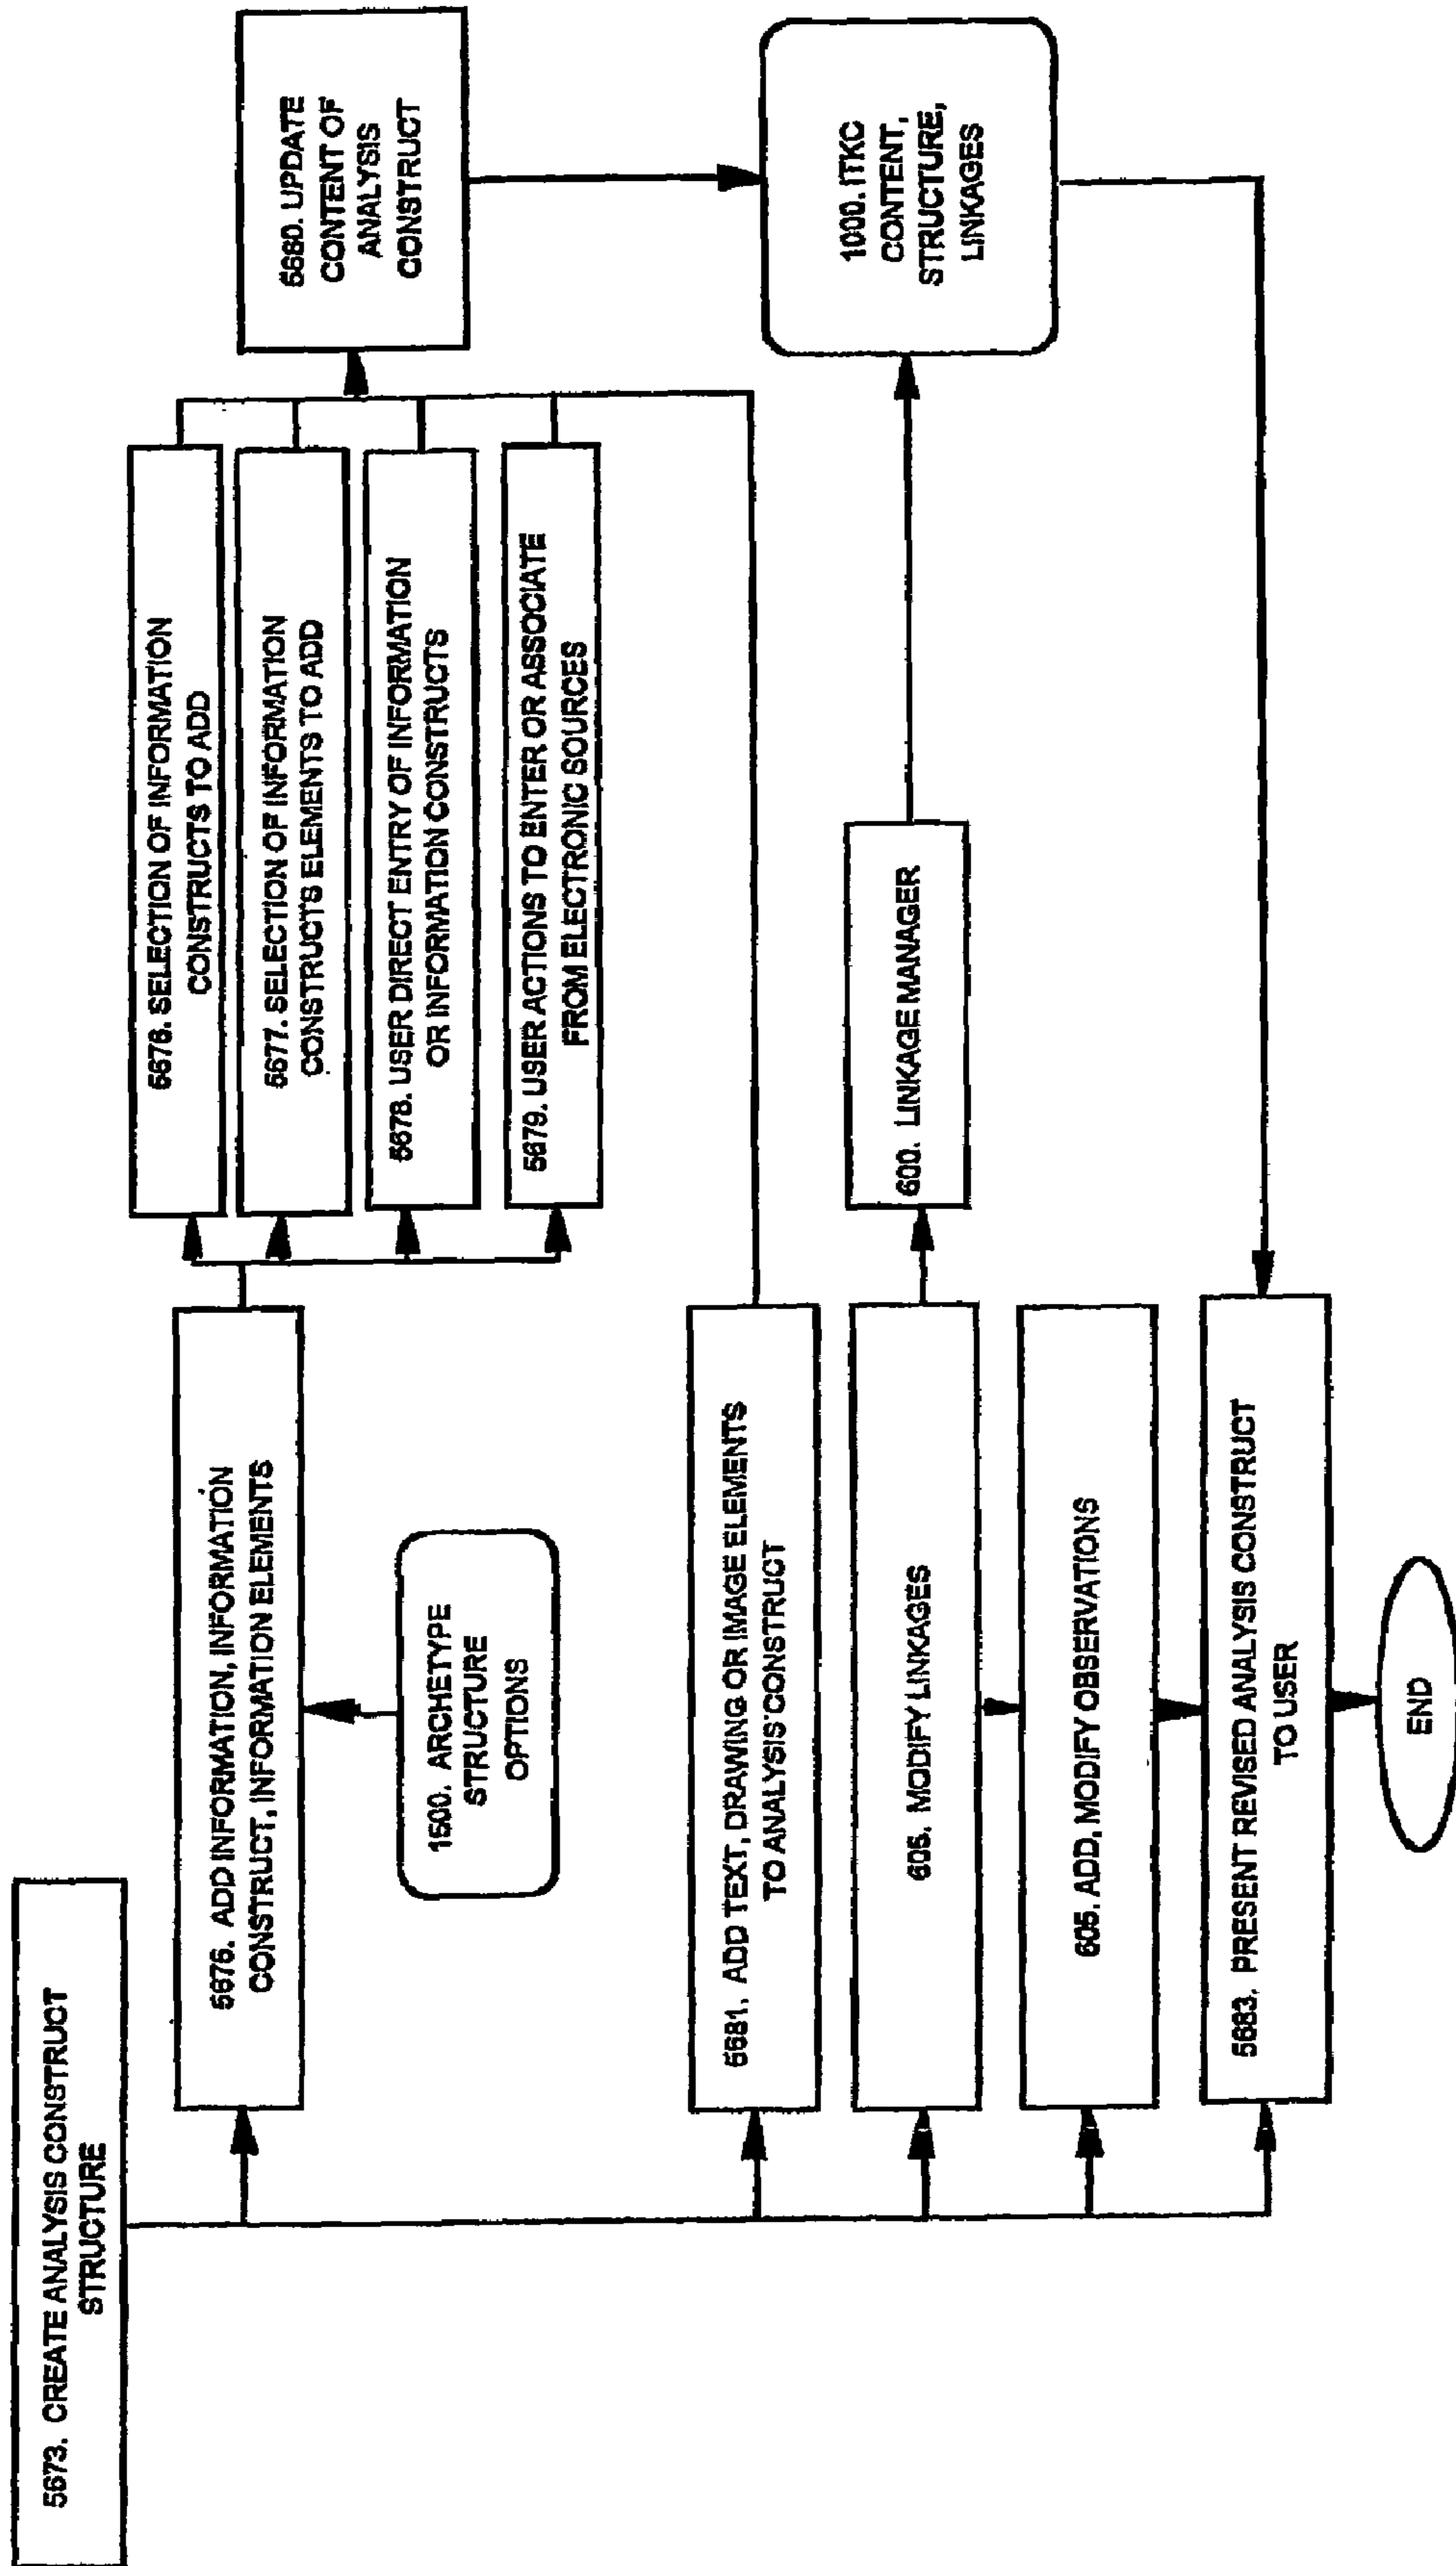 5673. CREATE ANALYSIS CONSTRUCT
STRUCTURE
5675. ADD INFORMATION, INFORMATION
CONSTRUCT, INFORMATION ELEMENTS
1500. ARCHETYPE
STRUCTURE
OPTIONS
5676. SELECTION OF INFORMATION
CONSTRUCTS TO ADD
5677. SELECTION OF INFORMATION
CONSTRUCTS ELEMENTS TO ADD
5678. USER DIRECT ENTRY OF INFORMATION
OR INFORMATION CONSTRUCTS
5679. USER ACTIONS TO ENTER OR ASSOCIATE
FROM ELECTRONIC SOURCES
5680. UPDATE
CONTENT OF
ANALYSIS
CONSTRUCT
5681. ADD TEXT, DRAWING OR IMAGE ELEMENTS
TO ANALYSIS CONSTRUCT
605. MODIFY LINKAGES
600. LINKAGE MANAGER
1000. ITKC
CONTENT,
STRUCTURE,
LINKAGES
605. ADD, MODIFY OBSERVATIONS
5683. PRESENT REVISED ANALYSIS CONSTRUCT
TO USER
END